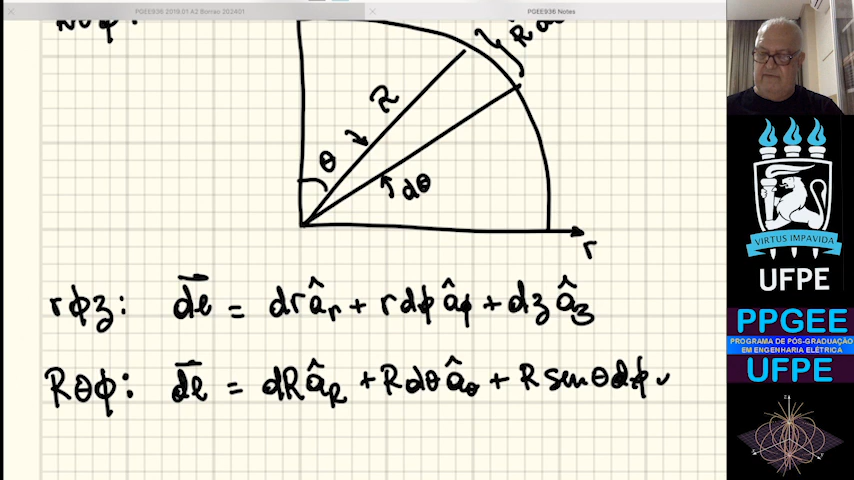 PGEE936 2019.01 A2 Borrao 202401
PGEE936 Notes
R
θ
dθ
r
rϕz: dl = dr âr + r dϕ âϕ + dz âz
Rθϕ: dl = dR âR + R dθ âθ + R senθ dϕ
VIRTUS IMPAVIDA
UFPE
PPGEE
PROGRAMA DE PÓS-GRADUAÇÃO
EM ENGENHARIA ELÉTRICA
UFPE